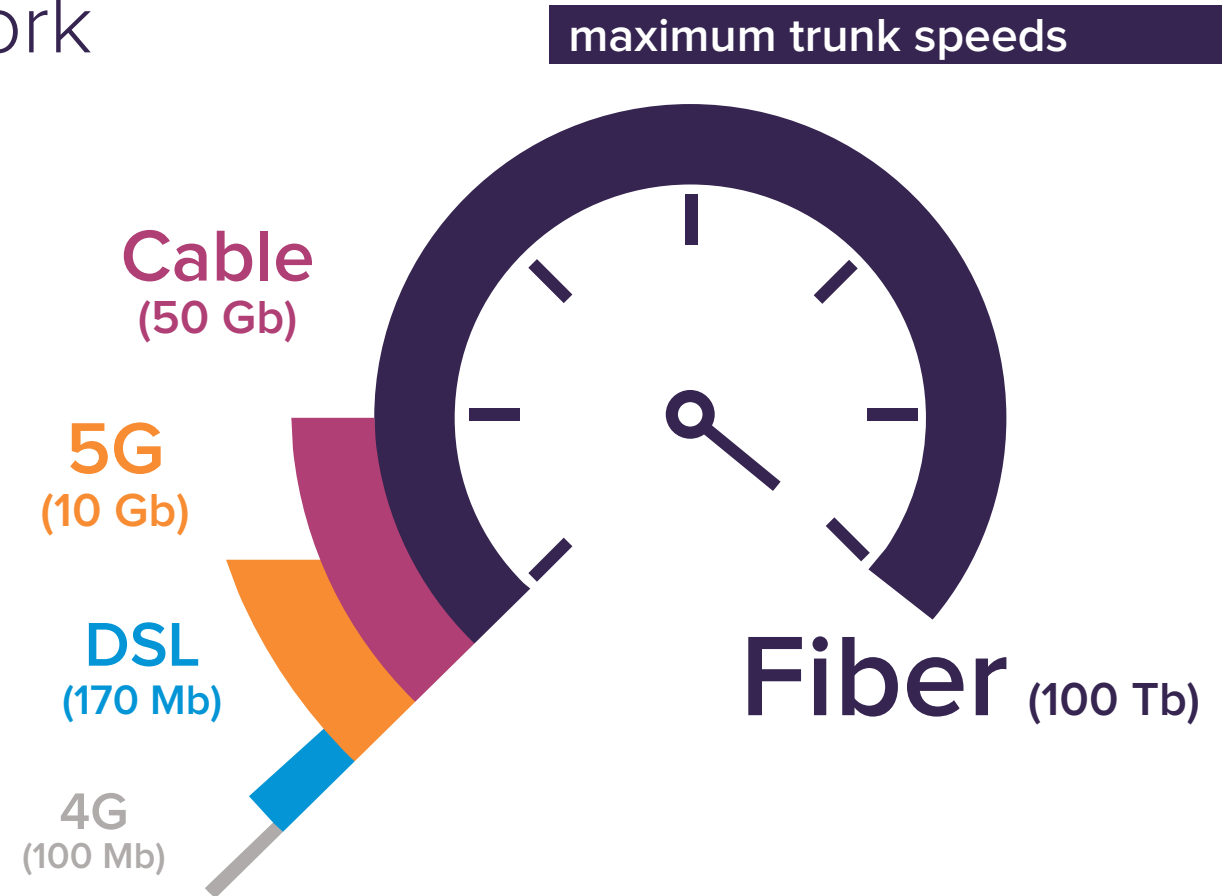 maximum trunk speeds
Cable
(50 Gb)
5G
(10 Gb)
DSL
(170 Mb)
Fiber (100 Tb)
4G
(100 Mb)